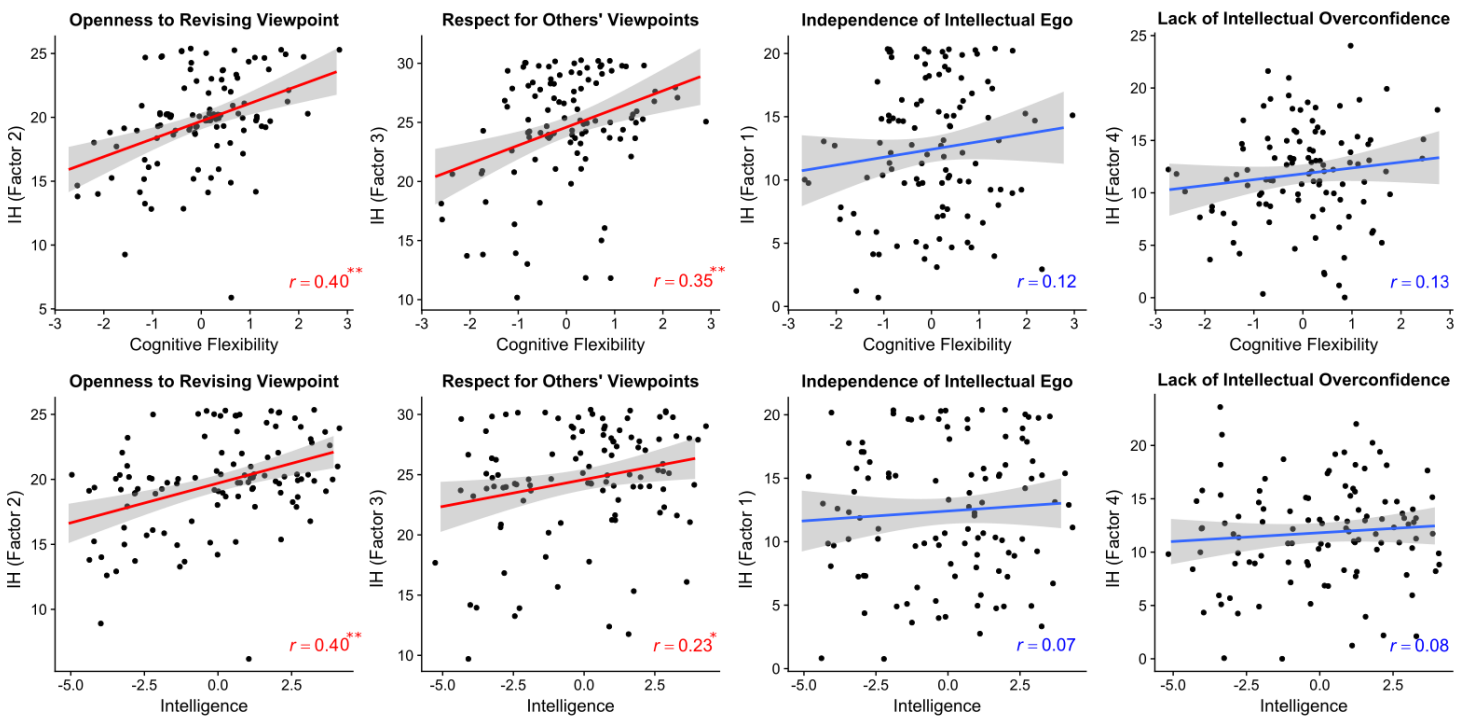 Openness to Revising Viewpoint
IH (Factor 2)
25
20
15
10
5
-3 -2 -1 0 1 2 3
Cognitive Flexibility
r = 0.40**
Respect for Others' Viewpoints
IH (Factor 3)
30
25
20
15
10
-3 -2 -1 0 1 2 3
Cognitive Flexibility
r = 0.35**
Independence of Intellectual Ego
IH (Factor 1)
20
15
10
5
0
-3 -2 -1 0 1 2 3
Cognitive Flexibility
r = 0.12
Lack of Intellectual Overconfidence
IH (Factor 4)
25
20
15
10
5
0
-3 -2 -1 0 1 2 3
Cognitive Flexibility
r = 0.13
Openness to Revising Viewpoint
IH (Factor 2)
25
20
15
10
-5.0 -2.5 0.0 2.5
Intelligence
r = 0.40**
Respect for Others' Viewpoints
IH (Factor 3)
30
25
20
15
10
-5.0 -2.5 0.0 2.5
Intelligence
r = 0.23*
Independence of Intellectual Ego
IH (Factor 1)
20
15
10
5
0
-5.0 -2.5 0.0 2.5
Intelligence
r = 0.07
Lack of Intellectual Overconfidence
IH (Factor 4)
20
15
10
5
0
-5.0 -2.5 0.0 2.5
Intelligence
r = 0.08